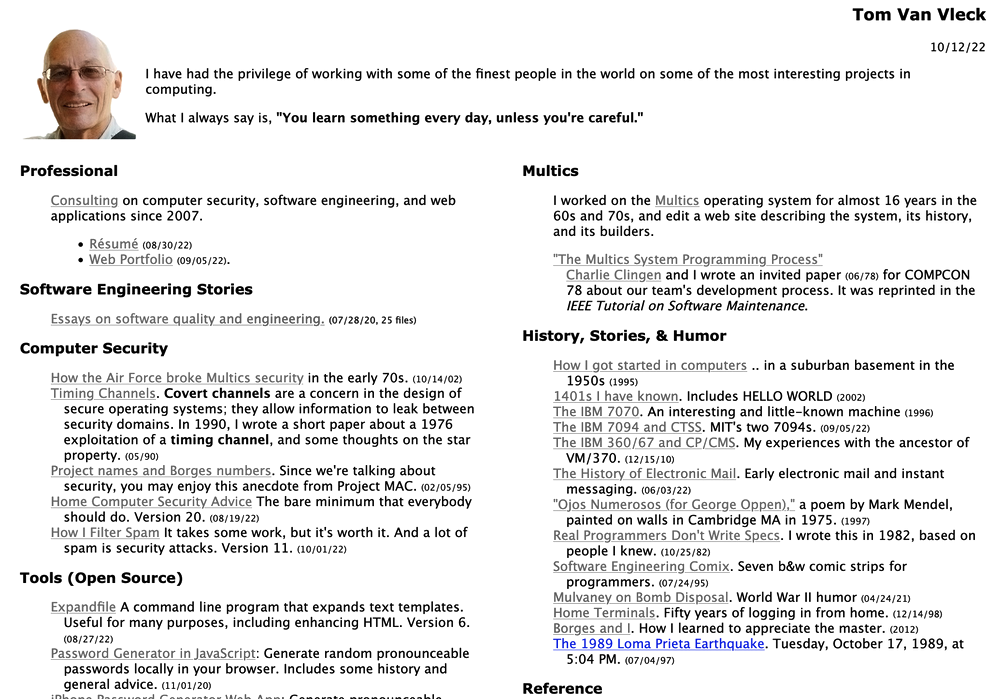 Tom Van Vleck
10/12/22
I have had the privilege of working with some of the finest people in the world on some of the most interesting projects in
computing.
What I always say is, "You learn something every day, unless you're careful."
Professional
Consulting on computer security, software engineering, and web
applications since 2007.
• Résumé (08/30/22)
• Web Portfolio (09/05/22).
Software Engineering Stories
Essays on software quality and engineering. (07/28/20, 25 files)
Computer Security
How the Air Force broke Multics security in the early 70s. (10/14/02)
Timing Channels. Covert channels are a concern in the design of
secure operating systems; they allow information to leak between
security domains. In 1990, I wrote a short paper about a 1976
exploitation of a timing channel, and some thoughts on the star
property. (05/90)
Project names and Borges numbers. Since we're talking about
security, you may enjoy this anecdote from Project MAC. (02/05/95)
Home Computer Security Advice The bare minimum that everybody
should do. Version 20. (08/19/22)
How I Filter Spam It takes some work, but it's worth it. And a lot of
spam is security attacks. Version 11. (10/01/22)
Tools (Open Source)
Expandfile A command line program that expands text templates.
Useful for many purposes, including enhancing HTML. Version 6.
(08/27/22)
Password Generator in JavaScript: Generate random pronounceable
passwords locally in your browser. Includes some history and
general advice. (11/01/20)
iPhone Password Generator Web App: Generate pronounceable
Multics
I worked on the Multics operating system for almost 16 years in the
60s and 70s, and edit a web site describing the system, its history,
and its builders.
"The Multics System Programming Process"
Charlie Clingen and I wrote an invited paper (06/78) for COMPCON
78 about our team's development process. It was reprinted in the
IEEE Tutorial on Software Maintenance.
History, Stories, & Humor
How I got started in computers .. in a suburban basement in the
1950s (1995)
1401s I have known. Includes HELLO WORLD (2002)
The IBM 7070. An interesting and little-known machine (1996)
The IBM 7094 and CTSS. MIT's two 7094s. (09/05/22)
The IBM 360/67 and CP/CMS. My experiences with the ancestor of
VM/370. (12/15/10)
The History of Electronic Mail. Early electronic mail and instant
messaging. (06/03/22)
"Ojos Numerosos (for George Oppen)," a poem by Mark Mendel,
painted on walls in Cambridge MA in 1975. (1997)
Real Programmers Don't Write Specs. I wrote this in 1982, based on
people I knew. (10/25/82)
Software Engineering Comix. Seven b&w comic strips for
programmers. (07/24/95)
Mulvaney on Bomb Disposal. World War II humor (04/24/21)
Home Terminals. Fifty years of logging in from home. (12/14/98)
Borges and I. How I learned to appreciate the master. (2012)
The 1989 Loma Prieta Earthquake. Tuesday, October 17, 1989, at
5:04 PM. (07/04/97)
Reference